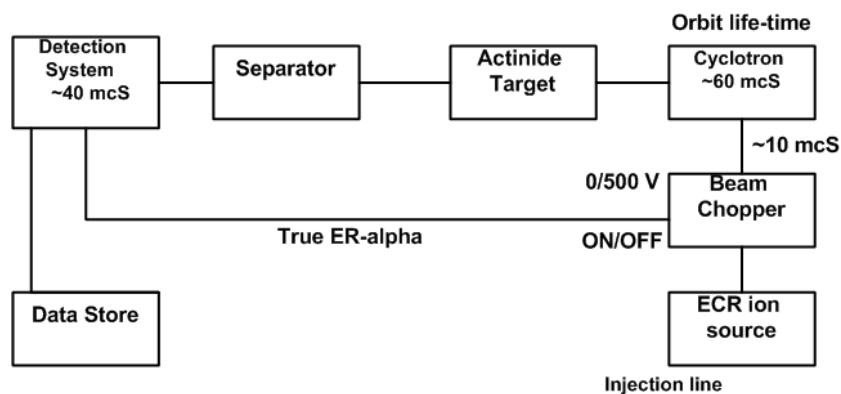 Orbit life-time
Detection
System
~40 mcS
Separator
Actinide
Target
Cyclotron
~60 mcS
~10 mcS
0/500 V
Beam
Chopper
True ER-alpha
ON/OFF
Data Store
ECR ion
source
Injection line